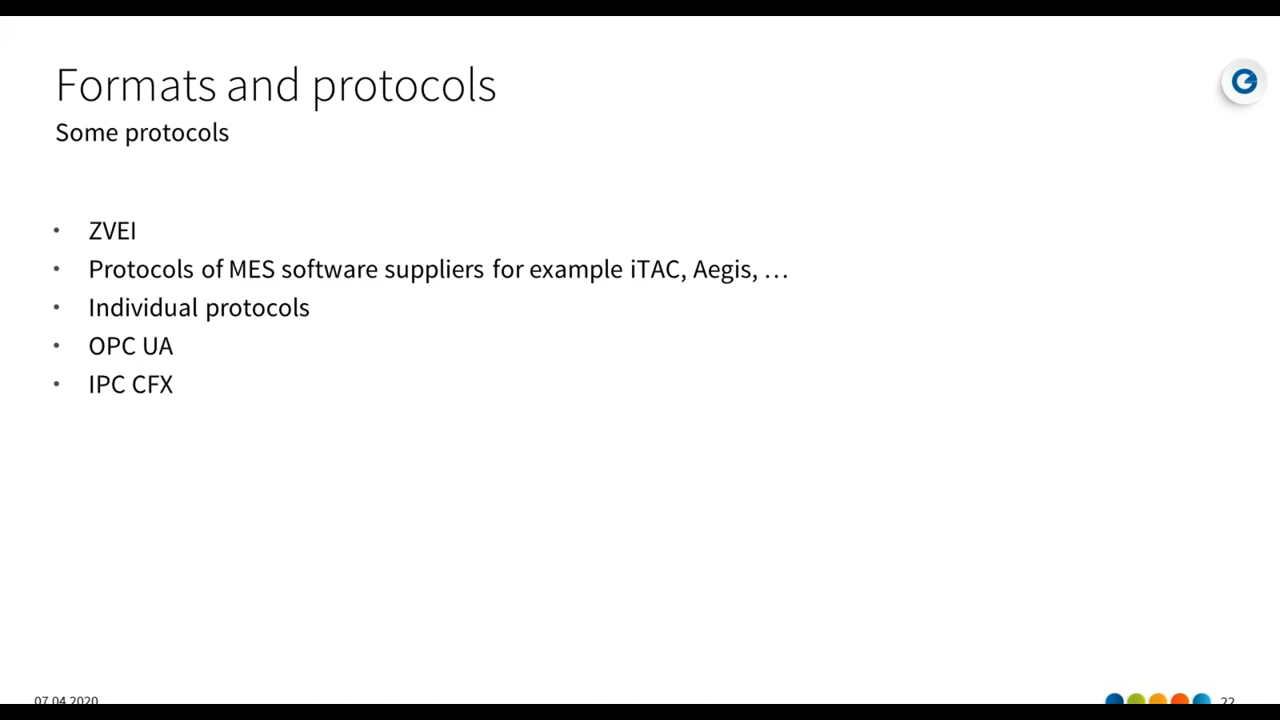 Formats and protocols
Some protocols
• ZVEI
• Protocols of MES software suppliers for example iTAC, Aegis, …
• Individual protocols
• OPC UA
• IPC CFX
07.04.2020
22